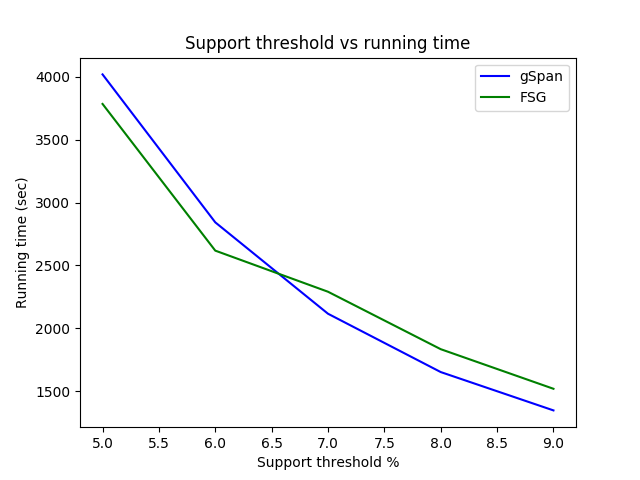 Support threshold vs running time
gSpan
FSG
Running time (sec)
4000
3500
3000
2500
2000
1500
5.0 5.5 6.0 6.5 7.0 7.5 8.0 8.5 9.0
Support threshold %